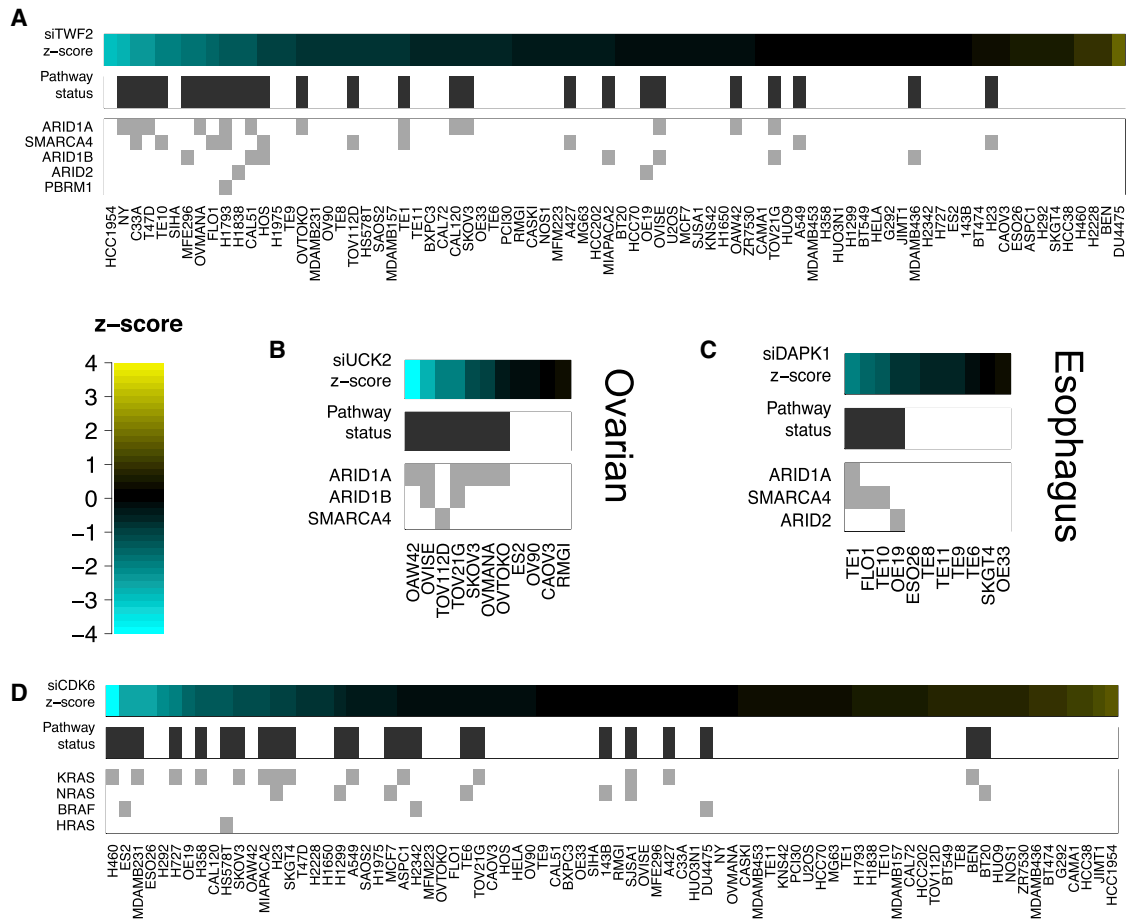 A
siTWF2
z-score
Pathway
status
ARID1A
SMARCA4
ARID1B
ARID2
PBRM1
HCC1954
NY
C33A
T47D
TE10
SIHA
MFE296
OVMANA
FLO1
H1793
H1838
CAL51
HOS
H1975
TE9
OVTOKO
MDAMB231
OV90
TE8
TOV112D
HS578T
SAOS2
MDAMB157
TE1
TE11
BXPC3
CAL72
CAL120
SKOV3
OE33
TE6
PCI30
RMGI
CASKI
NOS1
MFM223
A427
MG63
HCC202
MIAPACA2
BT20
HCC70
OE19
OVISE
U2OS
MCF7
SJSA1
KNS42
H1650
OAW42
ZR7530
CAMA1
TOV21G
HUO9
A549
MDAMB453
H358
HUO3N1
H1299
BT549
HELA
G292
JIMT1
MDAMB436
H2342
H727
ES2
143B
BT474
H23
CAOV3
ESO26
ASPC1
H292
SKGT4
HCC38
H460
H2228
BEN
DU4475
z−score
4
3
2
1
0
−1
−2
−3
−4
B
siUCK2
z-score
Pathway
status
ARID1A
ARID1B
SMARCA4
OAW42
OVISE
TOV112D
TOV21G
SKOV3
OVMANA
OVTOKO
ES2
OV90
CAOV3
RMGI
Ovarian
C
siDAPK1
z-score
Pathway
status
ARID1A
SMARCA4
ARID2
TE1
FLO1
TE10
OE19
ESO26
TE8
TE11
TE9
TE6
SKGT4
OE33
Esophagus
D
siCDK6
z-score
Pathway
status
KRAS
NRAS
BRAF
HRAS
H460
ES2
MDAMB231
ESO26
H292
H727
OE19
H358
CAL120
HS578T
SKOV3
OAW42
MIAPACA2
H23
SKGT4
T47D
H2228
H1650
H1299
A549
SAOS2
H1975
MCF7
ASPC1
H2342
MFM223
OVTOKO
FLO1
TE6
TOV21G
CAOV3
HOS
HELA
OV90
TE9
CAL51
BXPC3
OE33
SIHA
143B
RMGI
SJSA1
OVISE
MFE296
A427
C33A
HUO3N1
DU4475
NY
OVMANA
CASKI
MDAMB453
TE11
KNS42
PCI30
U2OS
HCC70
MG63
TE1
H1793
H1838
TE10
MDAMB157
CAL72
HCC202
TOV112D
BT549
TE8
BEN
BT20
HUO9
NOS1
ZR7530
MDAMB436
BT474
G292
CAMA1
HCC38
JIMT1
HCC1954